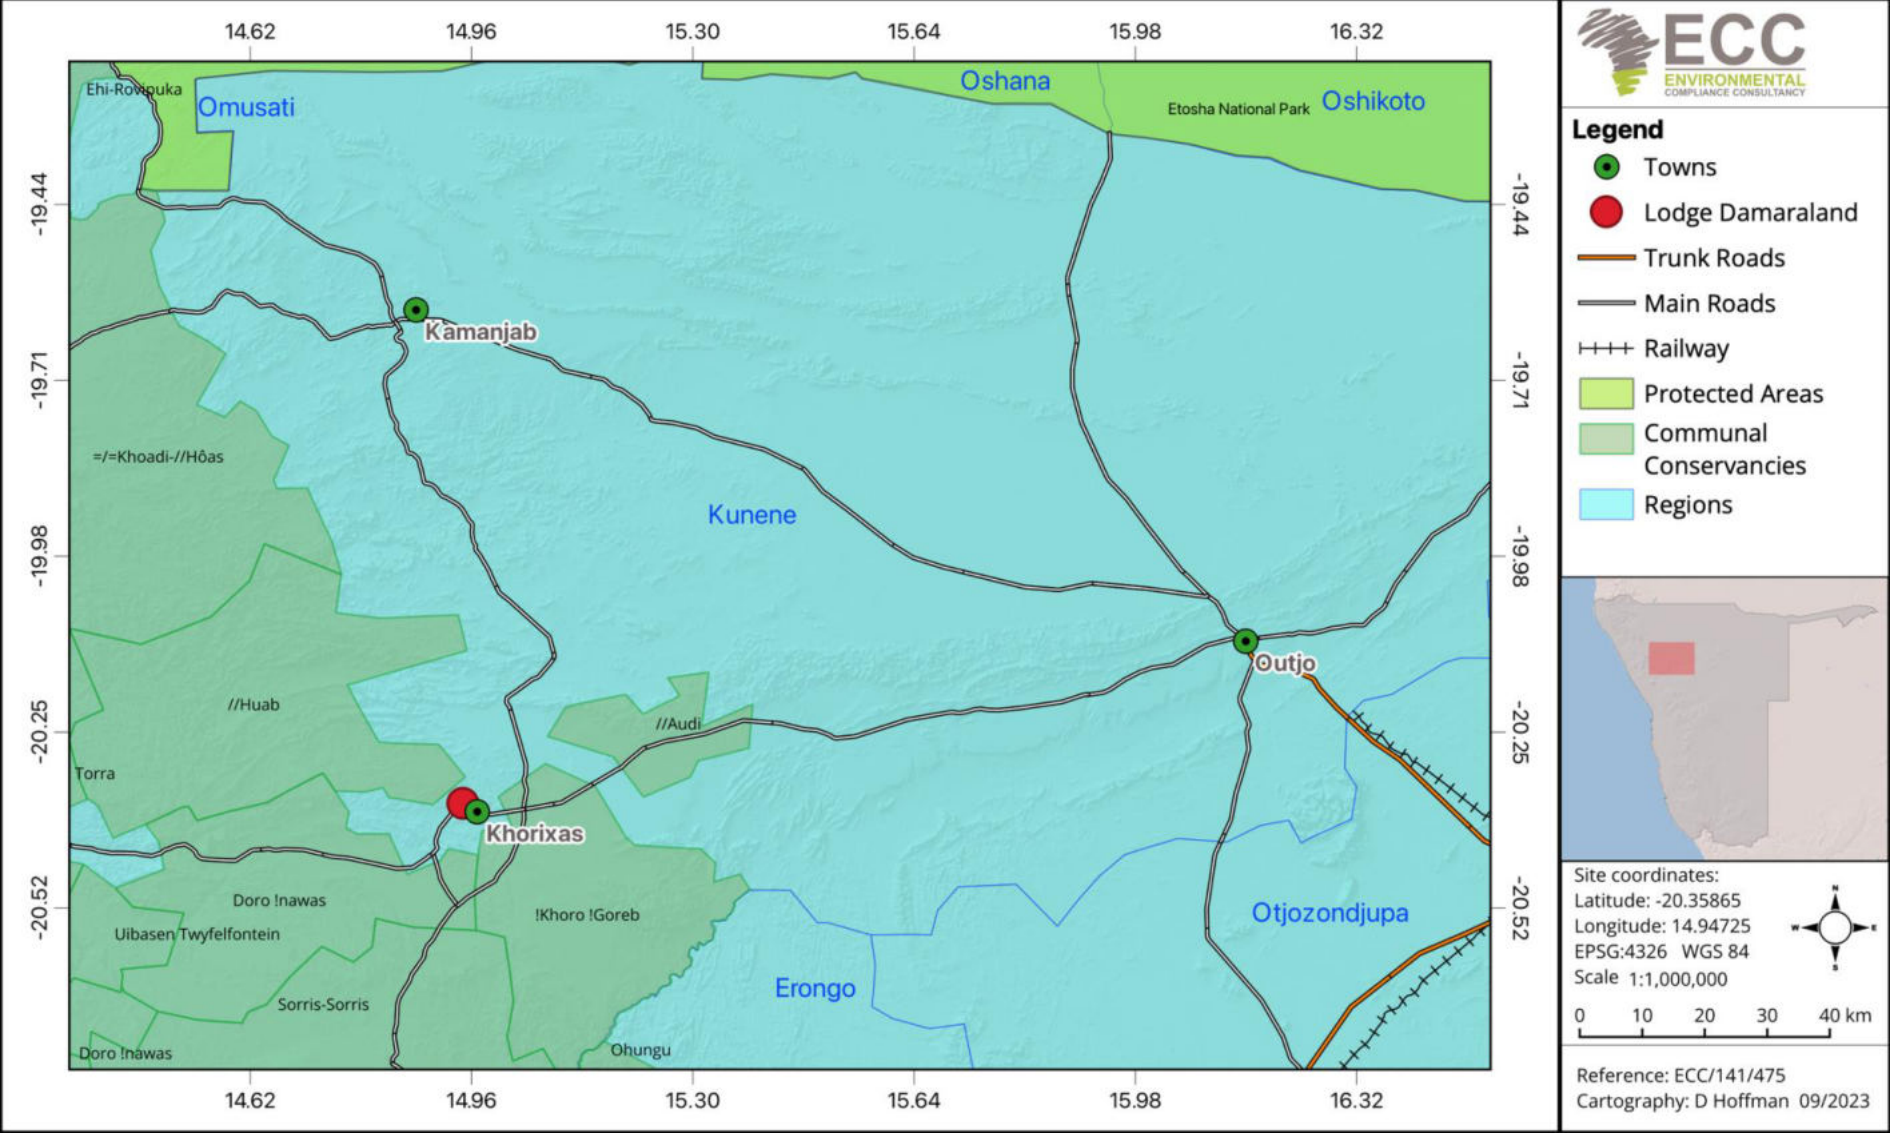 14.62 14.96 15.30 15.64 15.98 16.32
Ehi-Rovipuka
Omusati
Oshana
Etosha National Park
Oshikoto
-19.44
-19.44
Kamanjab
-19.71
-19.71
=/=Khoadi-//Hôas
Kunene
-19.98
-19.98
Outjo
//Huab
//Audi
-20.25
-20.25
Torra
Khorixas
Doro !nawas
!Khoro !Goreb
Otjozondjupa
-20.52
-20.52
Uibasen Twyfelfontein
Erongo
Sorris-Sorris
Doro !nawas
Ohungu
14.62 14.96 15.30 15.64 15.98 16.32
ECC
ENVIRONMENTAL
COMPLIANCE CONSULTANCY
Legend
Towns
Lodge Damaraland
Trunk Roads
Main Roads
Railway
Protected Areas
Communal
Conservancies
Regions
Site coordinates:
Latitude: -20.35865
Longitude: 14.94725
EPSG:4326 WGS 84
Scale 1:1,000,000
N
W E
S
0 10 20 30 40 km
Reference: ECC/141/475
Cartography: D Hoffman 09/2023